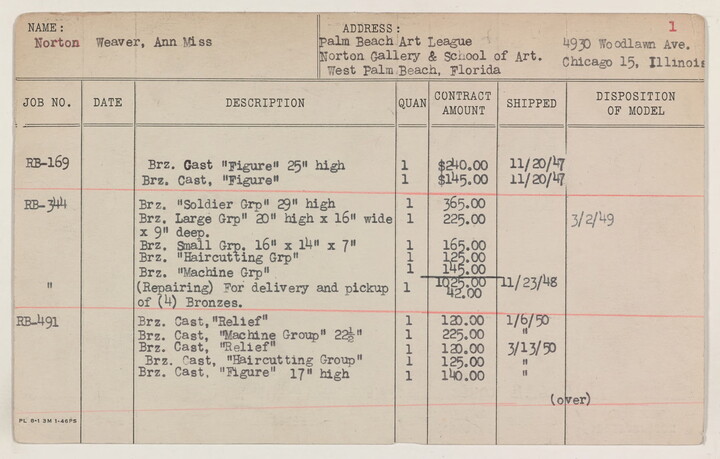 NAME: ADDRESS: 1
Norton Weaver, Ann Miss Palm Beach Art League 4930 Woodlawn Ave.
Norton Gallery & School of Art. Chicago 15, Illinois
West Palm Beach, Florida
JOB NO. DATE DESCRIPTION QUAN CONTRACT AMOUNT SHIPPED DISPOSITION OF MODEL
RB-169 Brz. Cast "Figure" 25" high 1 $240.00 11/20/47
Brz. Cast, "Figure" 1 $145.00 11/20/47
RB-344 Brz. "Soldier Grp" 29" high 1 365.00
Brz. Large Grp" 20" high x 16" wide 1 225.00 3/2/49
x 9" deep.
Brz. Small Grp. 16" x 14" x 7" 1 165.00
Brz. "Haircutting Grp" 1 125.00
Brz. "Machine Grp" 1 145.00
" (Repairing) For delivery and pickup 1 1025.00 11/23/48
of (4) Bronzes. 42.00
RB-491 Brz. Cast,"Relief" 1 120.00 1/6/50
Brz. Cast, "Machine Group" 22½" 1 225.00 "
Brz. Cast, "Relief" 1 120.00 3/13/50
Brz. Cast, "Haircutting Group" 1 125.00 "
Brz. Cast, "Figure" 17" high 1 140.00 "
(over)
PL 6-1 3M 1-46PS